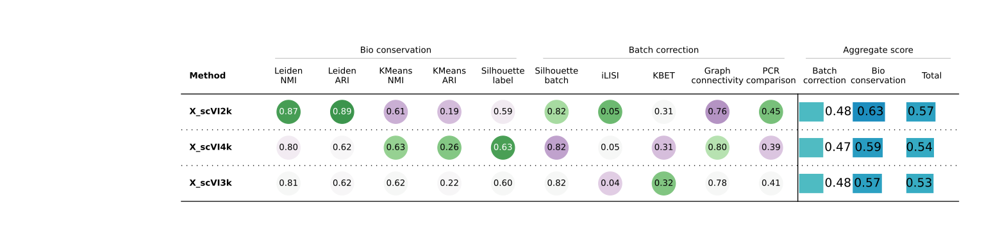 Bio conservation Batch correction Aggregate score
Method Leiden NMI Leiden ARI KMeans NMI KMeans ARI Silhouette label Silhouette batch iLISI KBET Graph connectivity PCR comparison Batch correction Bio conservation Total
X_scVI2k 0.87 0.89 0.61 0.19 0.59 0.82 0.05 0.31 0.76 0.45 0.48 0.63 0.57
X_scVI4k 0.80 0.62 0.63 0.26 0.63 0.82 0.05 0.31 0.80 0.39 0.47 0.59 0.54
X_scVI3k 0.81 0.62 0.62 0.22 0.60 0.82 0.04 0.32 0.78 0.41 0.48 0.57 0.53